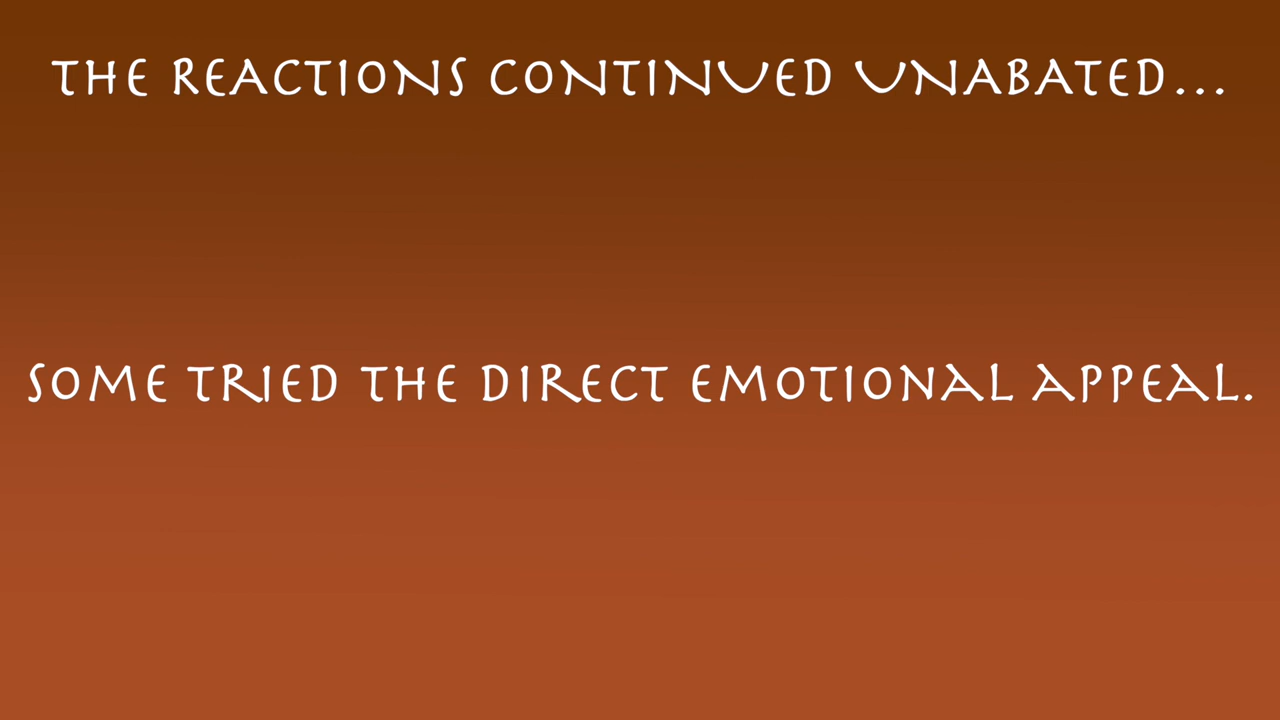 THE REACTIONS CONTINUED UNABATED...
SOME TRIED THE DIRECT EMOTIONAL APPEAL.